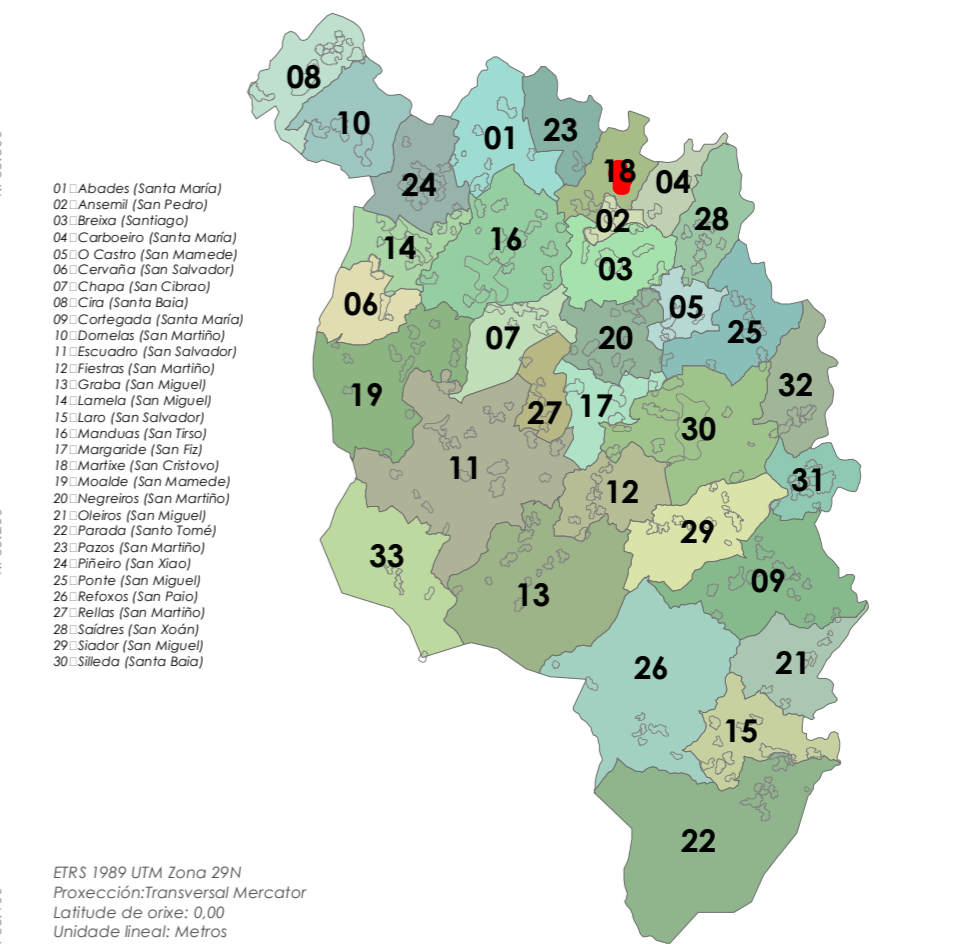 08
10
01
23
24
18
04
02
28
16
14
03
06
05
25
07
20
19
32
27
17
30
11
12
31
29
33
13
09
26
21
15
22
01 Abades (Santa María)
02 Ansemil (San Pedro)
03 Breixa (Santiago)
04 Carboeiro (Santa María)
05 O Castro (San Mamede)
06 Cervaña (San Salvador)
07 Chapa (San Cibrao)
08 Cira (Santa Baia)
09 Cortegada (Santa María)
10 Dornelas (San Martiño)
11 Escuadro (San Salvador)
12 Fiestras (San Martiño)
13 Graba (San Miguel)
14 Lamela (San Miguel)
15 Laro (San Salvador)
16 Manduas (San Tirso)
17 Margaride (San Fiz)
18 Martixe (San Cristovo)
19 Moalde (San Mamede)
20 Negreiros (San Martiño)
21 Oleiros (San Miguel)
22 Parada (Santo Tomé)
23 Pazos (San Martiño)
24 Piñeiro (San Xiao)
25 Ponte (San Miguel)
26 Refoxos (San Paio)
27 Rellas (San Martiño)
28 Saídres (San Xoán)
29 Siador (San Miguel)
30 Silleda (Santa Baia)
ETRS 1989 UTM Zona 29N
Proxección:Transversal Mercator
Latitude de orixe: 0,00
Unidade lineal: Metros